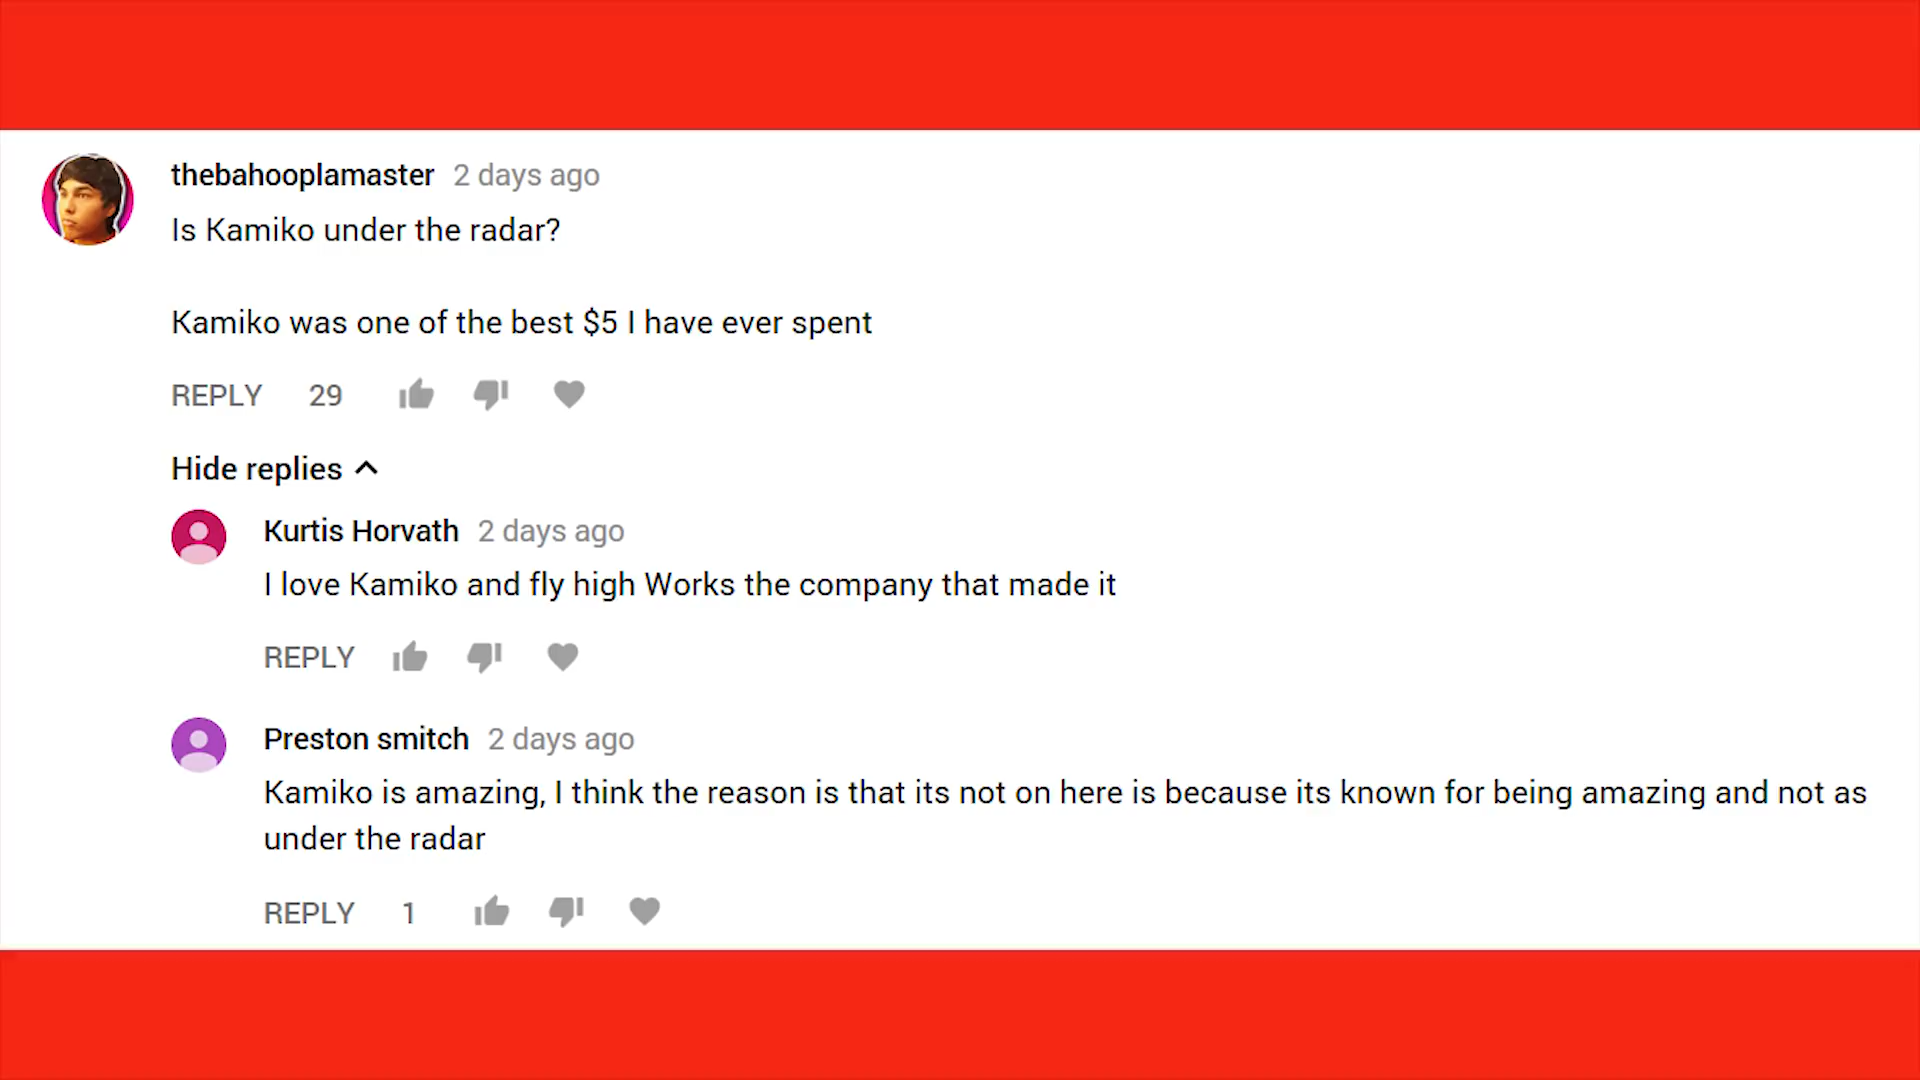 thebahooplamaster 2 days ago
Is Kamiko under the radar?
Kamiko was one of the best $5 I have ever spent
REPLY 29
Hide replies
Kurtis Horvath 2 days ago
I love Kamiko and fly high Works the company that made it
REPLY
Preston smitch 2 days ago
Kamiko is amazing, I think the reason is that its not on here is because its known for being amazing and not as
under the radar
REPLY 1